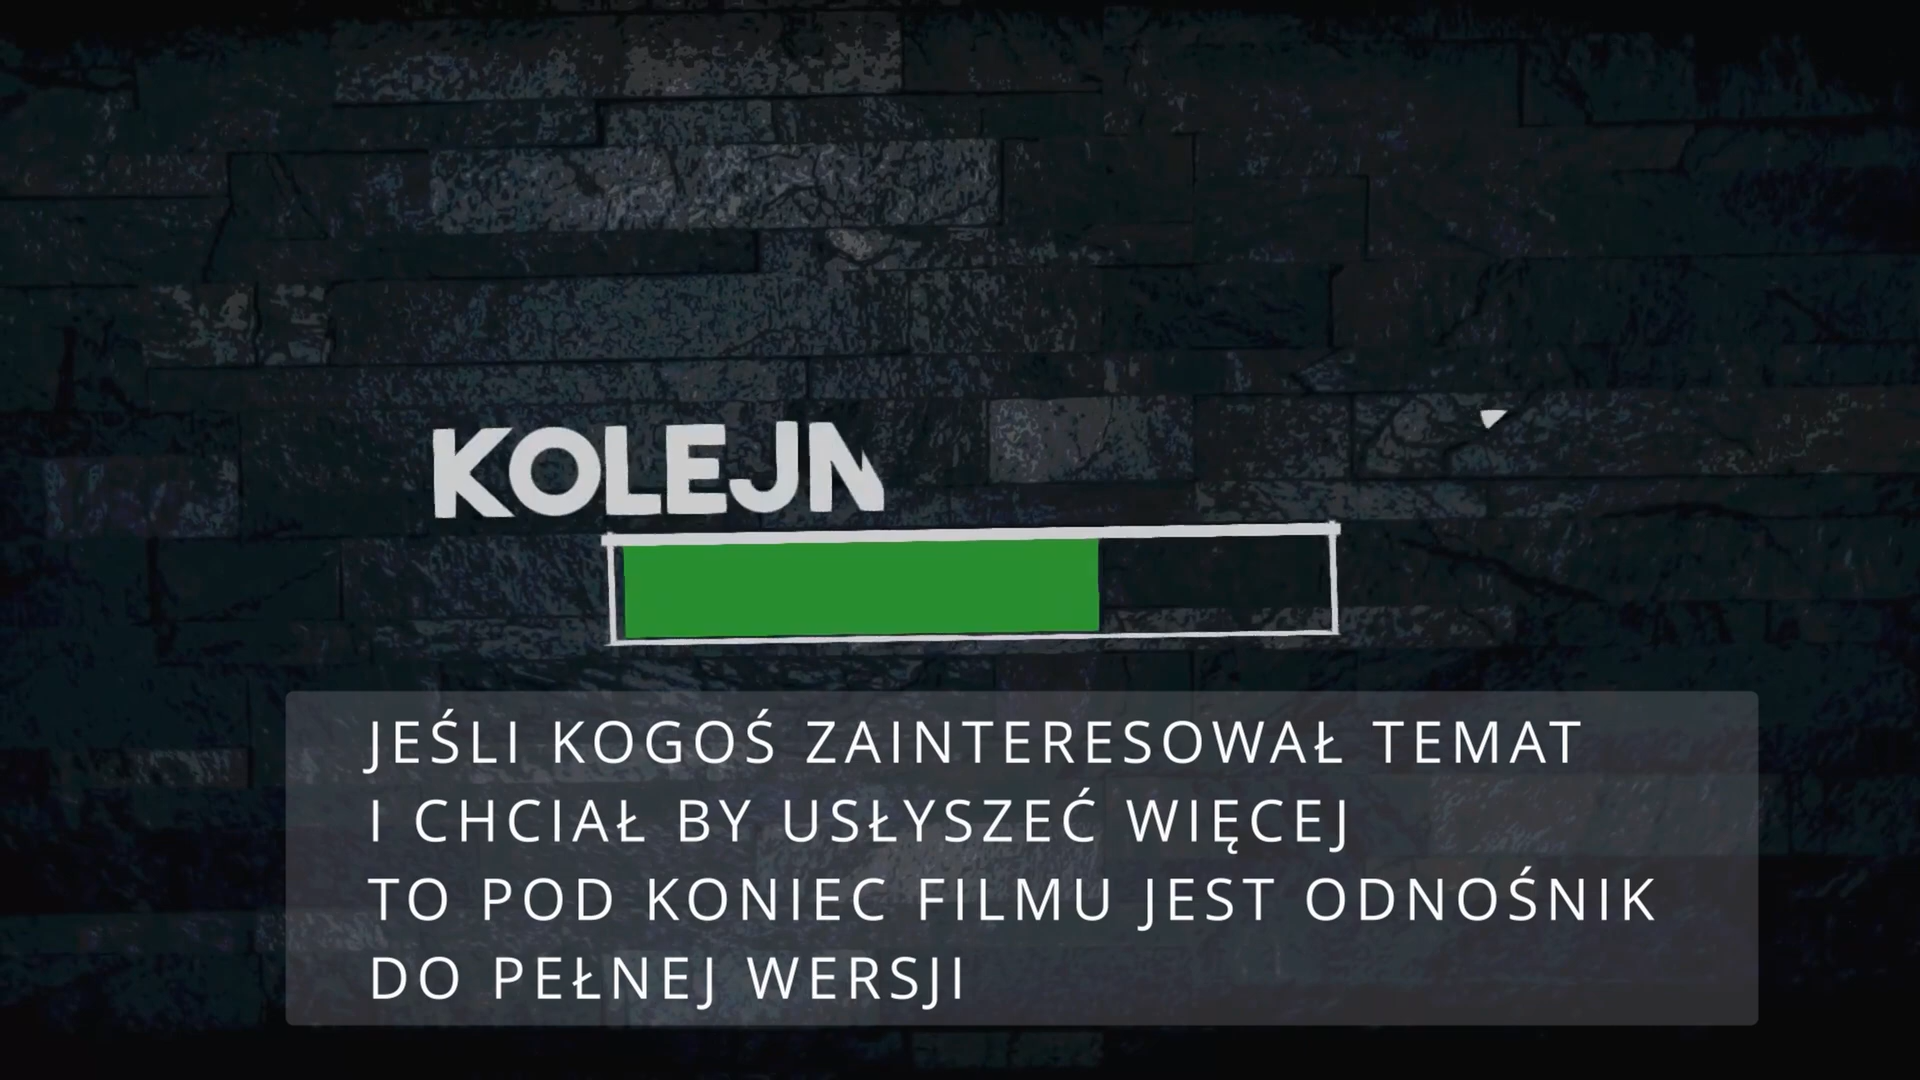 KOLEJN
JEŚLI KOGOŚ ZAINTERESOWAŁ TEMAT
I CHCIAŁ BY USŁYSZEĆ WIĘCEJ
TO POD KONIEC FILMU JEST ODNOŚNIK
DO PEŁNEJ WERSJI